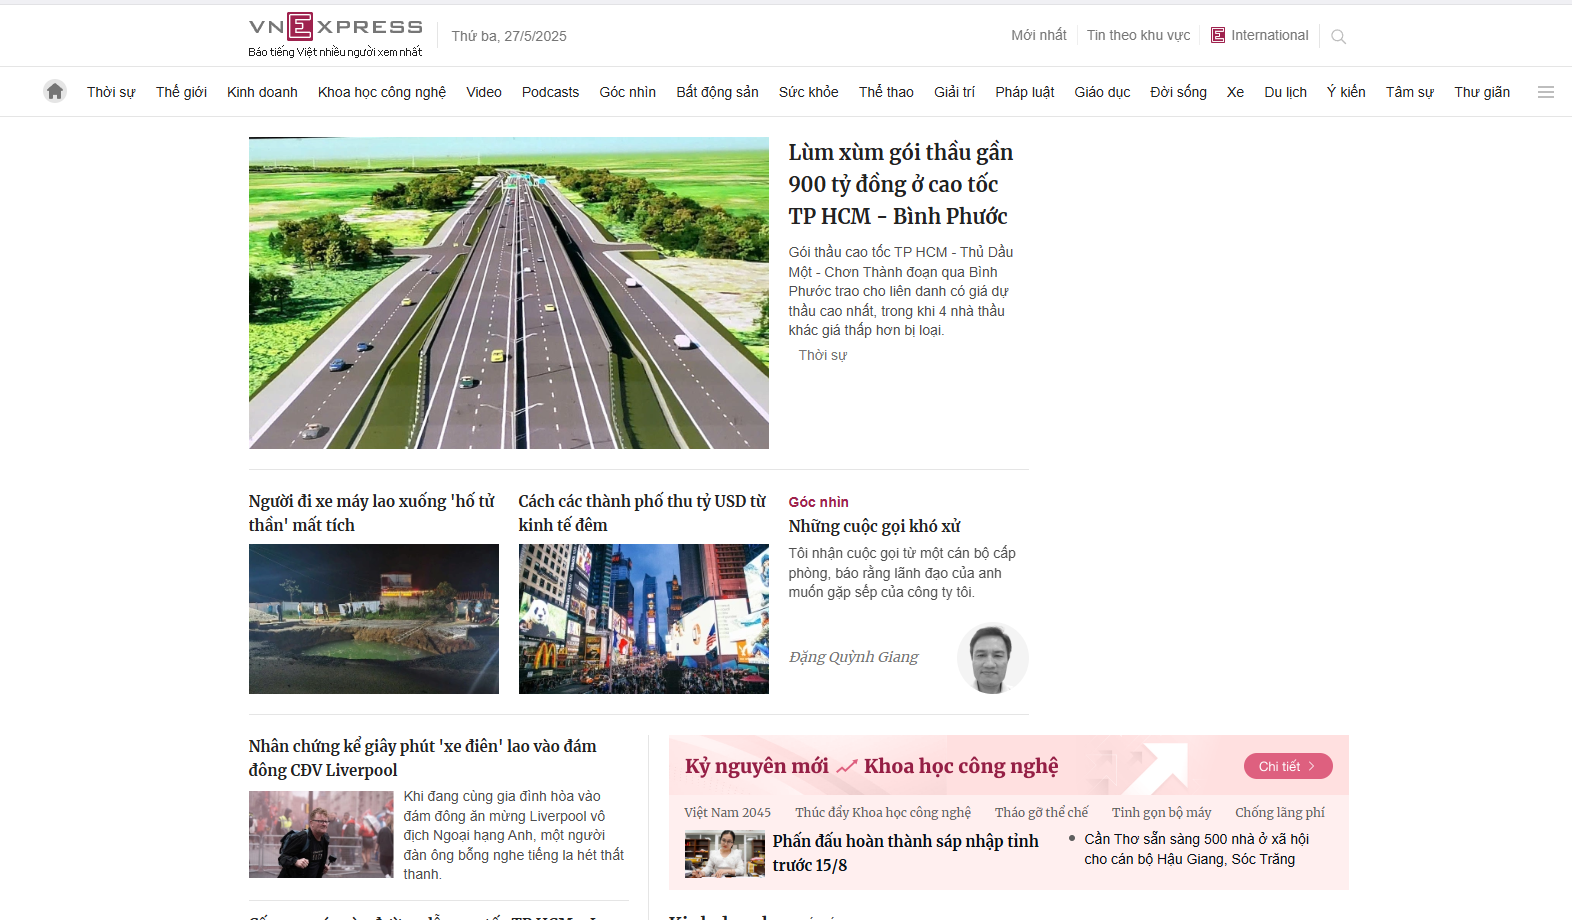 VNEXPRESS
Báo tiếng Việt nhiều người xem nhất
Thứ ba, 27/5/2025
Mới nhất
Tin theo khu vực
E International
Thời sự
Thế giới
Kinh doanh
Khoa học công nghệ
Video
Podcasts
Góc nhìn
Bất động sản
Sức khỏe
Thể thao
Giải trí
Pháp luật
Giáo dục
Đời sống
Xe
Du lịch
Ý kiến
Tâm sự
Thư giãn
Lùm xùm gói thầu gần
900 tỷ đồng ở cao tốc
TP HCM - Bình Phước
Gói thầu cao tốc TP HCM - Thủ Dầu
Một - Chơn Thành đoạn qua Bình
Phước trao cho liên danh có giá dự
thầu cao nhất, trong khi 4 nhà thầu
khác giá thấp hơn bị loại.
Thời sự
Người đi xe máy lao xuống 'hố tử
thần' mất tích
Cách các thành phố thu tỷ USD từ
kinh tế đêm
Góc nhìn
Những cuộc gọi khó xử
Tôi nhận cuộc gọi từ một cán bộ cấp
phòng, báo rằng lãnh đạo của anh
muốn gặp sếp của công ty tôi.
Đặng Quỳnh Giang
Nhân chứng kể giây phút 'xe điên' lao vào đám
đông CĐV Liverpool
Khi đang cùng gia đình hòa vào
đám đông ăn mừng Liverpool vô
địch Ngoại hạng Anh, một người
đàn ông bỗng nghe tiếng la hét thất
thanh.
Kỷ nguyên mới Khoa học công nghệ
Chi tiết
Việt Nam 2045
Thúc đẩy Khoa học công nghệ
Tháo gỡ thể chế
Tinh gọn bộ máy
Chống lãng phí
Phấn đấu hoàn thành sáp nhập tỉnh
trước 15/8
Cần Thơ sẵn sàng 500 nhà ở xã hội
cho cán bộ Hậu Giang, Sóc Trăng